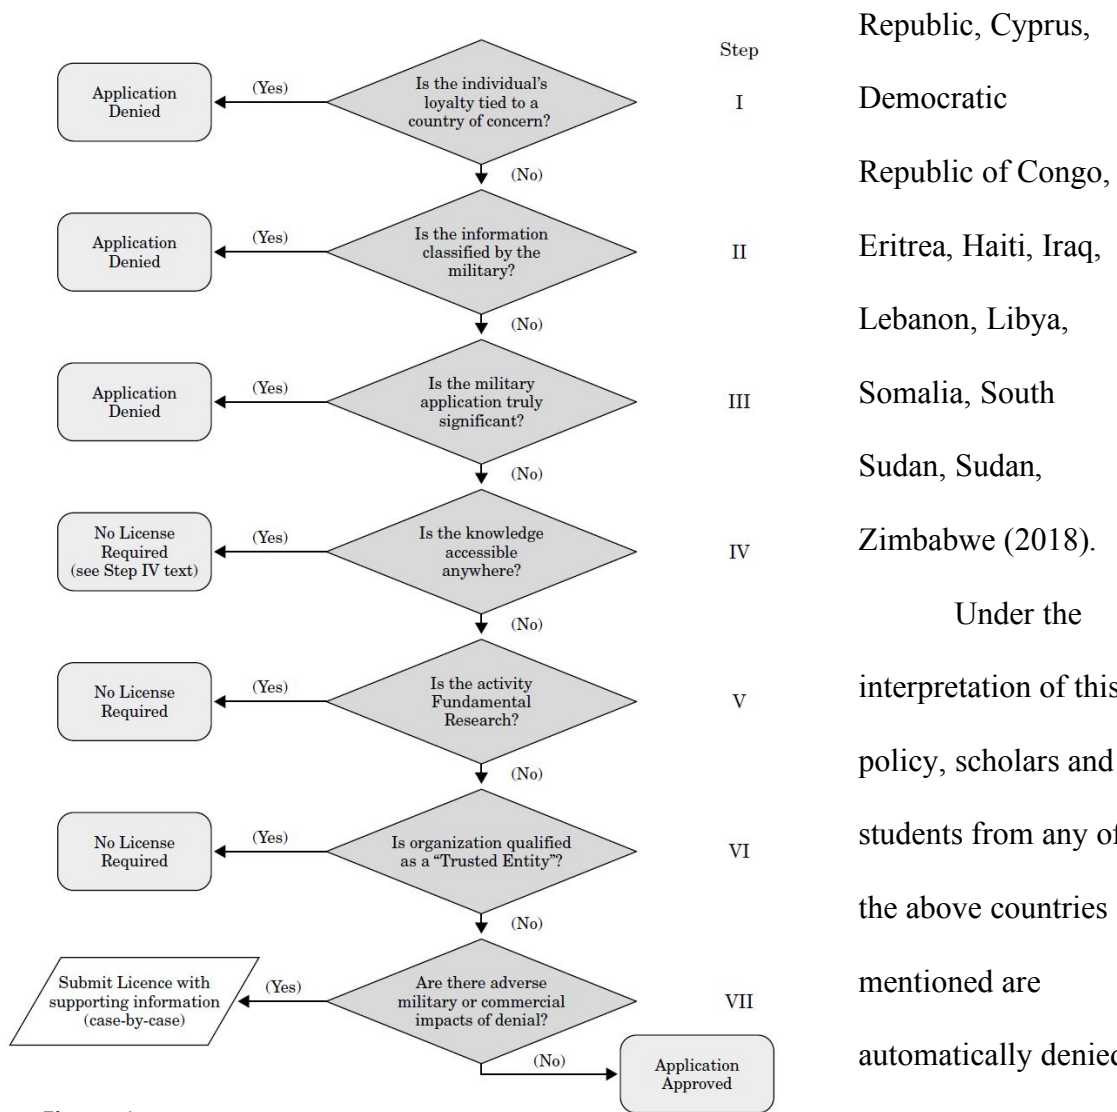 Step
Application
Denied
(Yes)
Is the individual's
loyalty tied to a
country of concern?
I
(No)
Application
Denied
(Yes)
Is the information
classified by the
military?
II
(No)
Application
Denied
(Yes)
Is the military
application truly
significant?
III
(No)
No License
Required
(see Step IV text)
(Yes)
Is the knowledge
accessible
anywhere?
IV
(No)
No License
Required
(Yes)
Is the activity
Fundamental
Research?
V
(No)
No License
Required
(Yes)
Is organization qualified
as a "Trusted Entity"?
VI
(No)
Submit Licence with
supporting information
(case-by-case)
(Yes)
Are there adverse
military or commercial
impacts of denial?
VII
(No)
Application
Approved
Republic, Cyprus,
Democratic
Republic of Congo,
Eritrea, Haiti, Iraq,
Lebanon, Libya,
Somalia, South
Sudan, Sudan,
Zimbabwe (2018).
Under the
interpretation of this
policy, scholars and
students from any of
the above countries
mentioned are
automatically denied